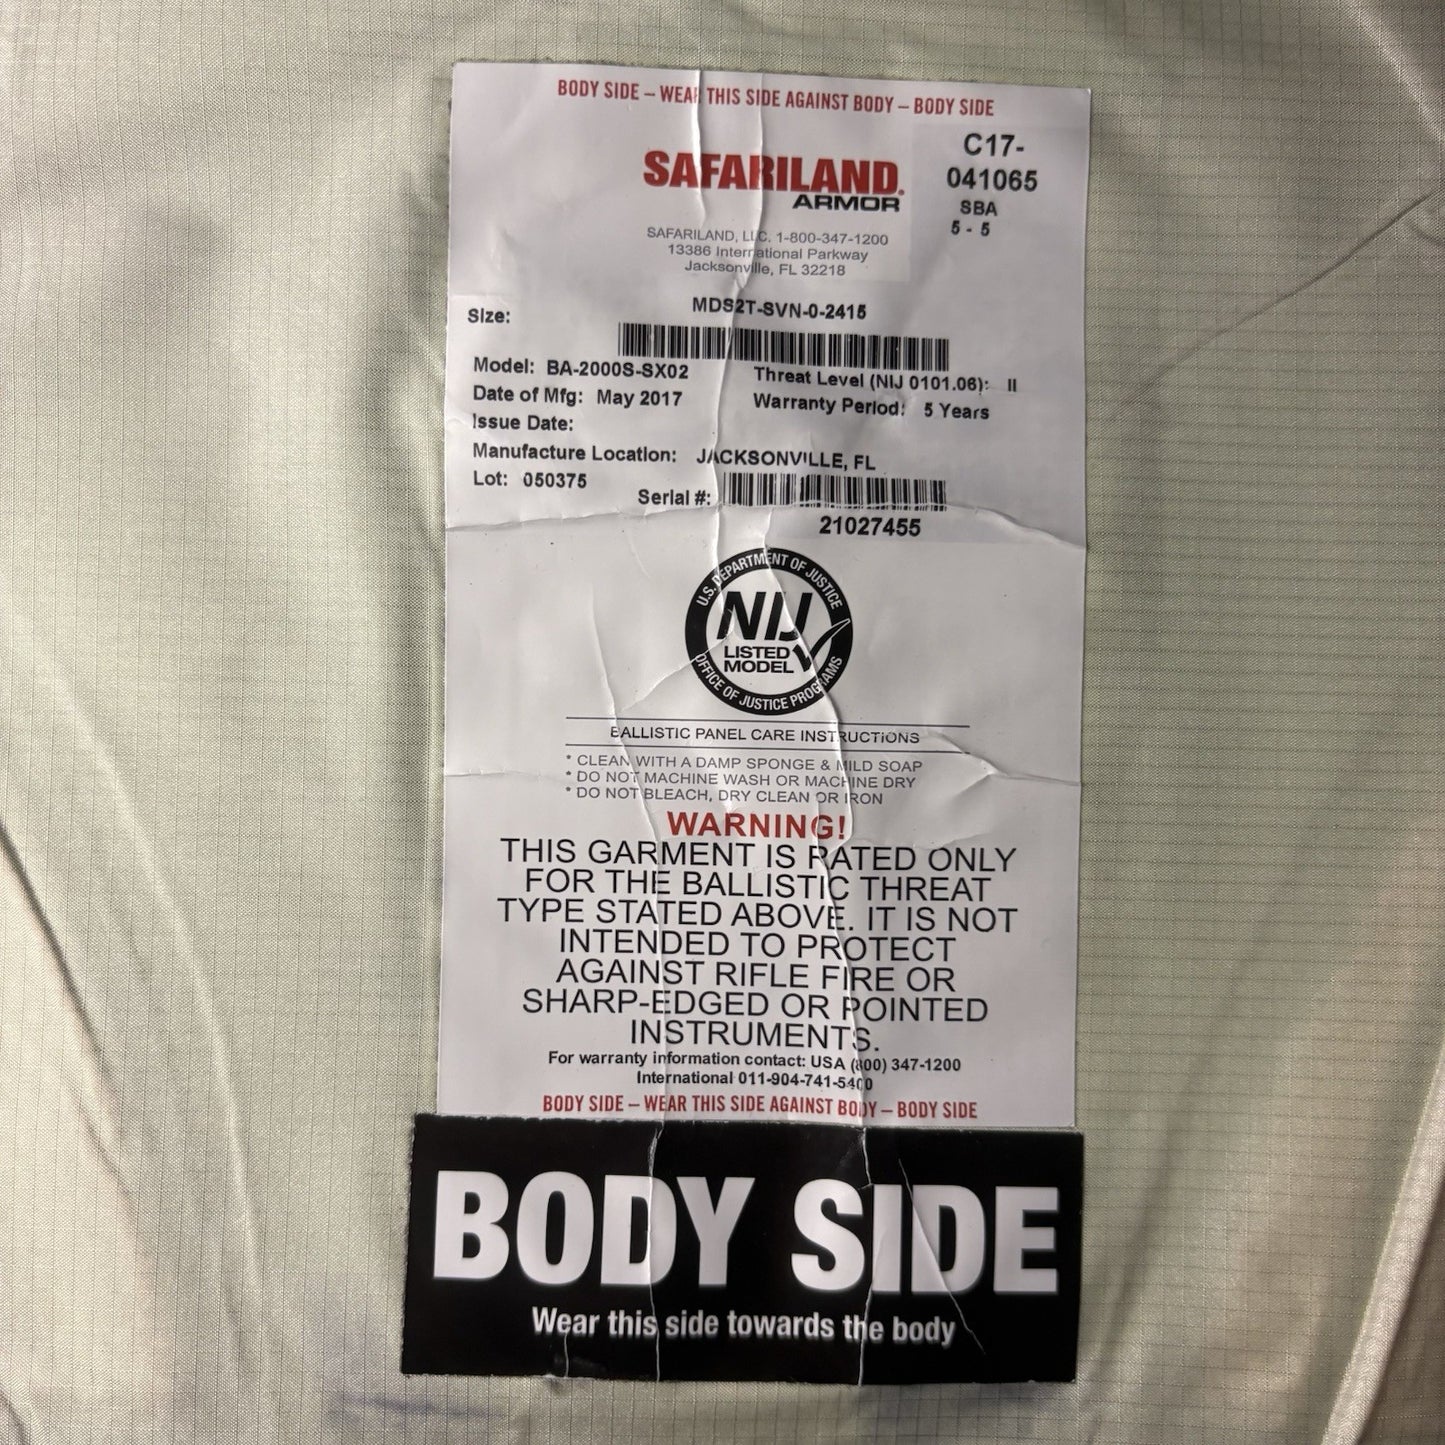 BODY SIDE – WEAR THIS SIDE AGAINST BODY – BODY SIDE
SAFARILAND.
ARMOR
C17-
041065
SBA
5 - 5
SAFARILAND, LLC. 1-800-347-1200
13386 International Parkway
Jacksonville, FL 32218
Size: MDS2T-SVN-0-2415
Model: BA-2000S-SX02 Threat Level (NIJ 0101.06): II
Date of Mfg: May 2017 Warranty Period: 5 Years
Issue Date:
Manufacture Location: JACKSONVILLE, FL
Lot: 050375 Serial #:
21027455
U.S. DEPARTMENT OF JUSTICE
NIJ
LISTED
MODEL
OFFICE OF JUSTICE PROGRAMS
BALLISTIC PANEL CARE INSTRUCTIONS
* CLEAN WITH A DAMP SPONGE & MILD SOAP
* DO NOT MACHINE WASH OR MACHINE DRY
* DO NOT BLEACH, DRY CLEAN OR IRON
WARNING!
THIS GARMENT IS RATED ONLY
FOR THE BALLISTIC THREAT
TYPE STATED ABOVE. IT IS NOT
INTENDED TO PROTECT
AGAINST RIFLE FIRE OR
SHARP-EDGED OR POINTED
INSTRUMENTS.
For warranty information contact: USA (800) 347-1200
International 011-904-741-5400
BODY SIDE – WEAR THIS SIDE AGAINST BODY – BODY SIDE
BODY SIDE
Wear this side towards the body